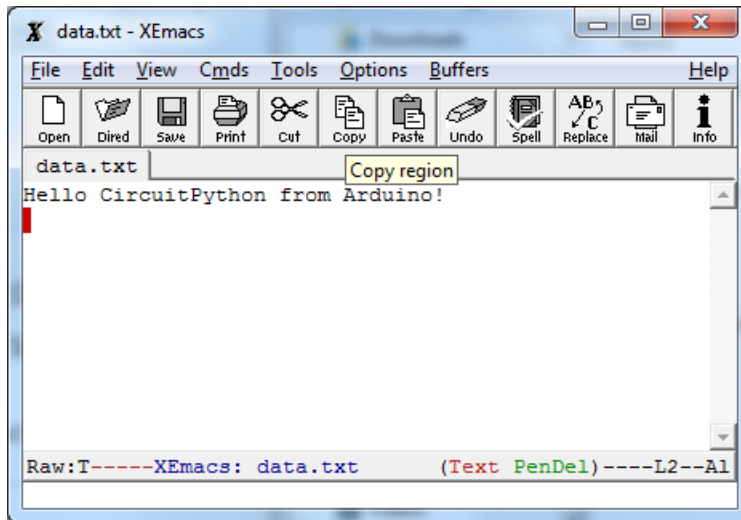 data.txt - XEmacs
File Edit View Cmds Tools Options Buffers Help
Open Dired Save Print Cut Copy Paste Undo Spell Replace Mail Info
data.txt
Copy region
Hello CircuitPython from Arduino!
Raw:T-----XEmacs: data.txt (Text PenDel)----L2--Al